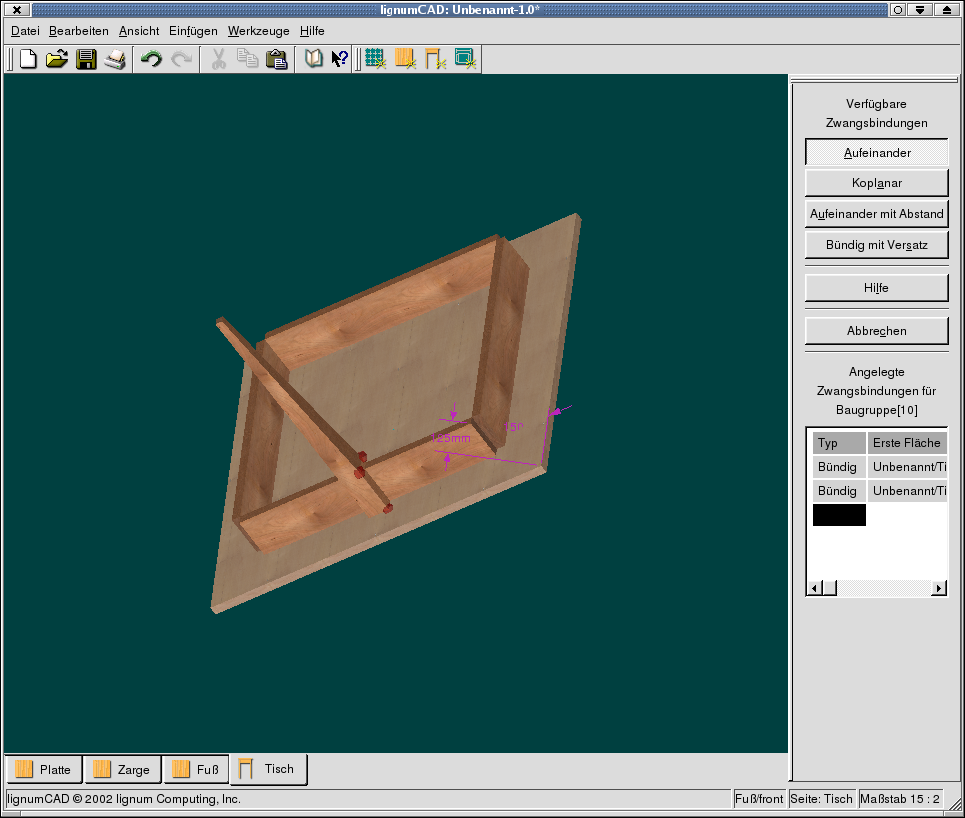 lignumCAD: Unbenannt-1.0*
Datei Bearbeiten Ansicht Einfügen Werkzeuge Hilfe
Verfügbare
Zwangsbindungen
Aufeinander
Koplanar
Aufeinander mit Abstand
Bündig mit Versatz
Hilfe
Abbrechen
Angelegte
Zwangsbindungen für
Baugruppe[10]
Typ Erste Fläche
Bündig Unbenannt/Ti
Bündig Unbenannt/Ti
25mm
Platte Zarge Fuß Tisch
lignumCAD © 2002 lignum Computing, Inc. Fuß/front Seite: Tisch Maßstab 15 : 2